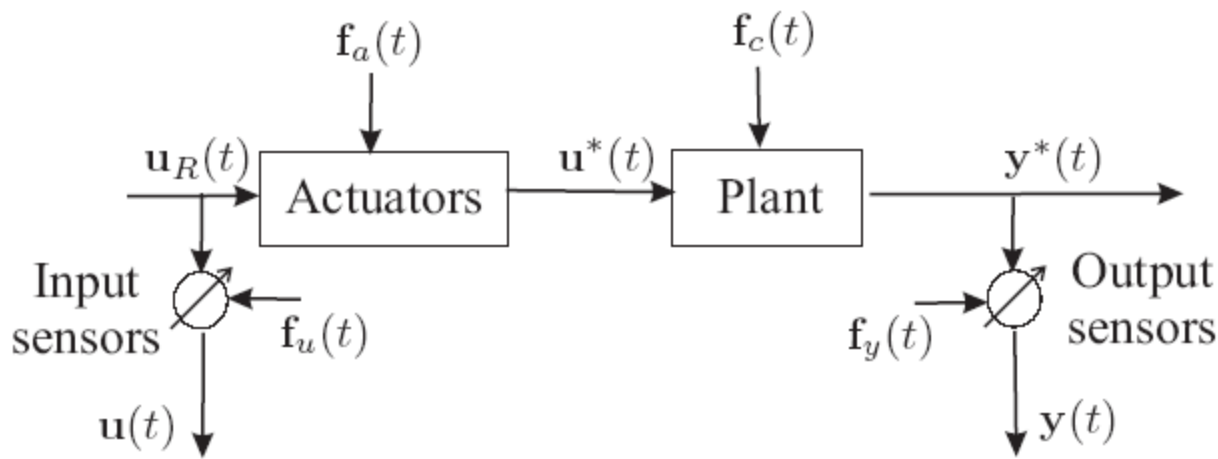 f_a(t)
f_c(t)
u_R(t)
Actuators
u*(t)
Plant
y*(t)
Input
sensors
f_u(t)
f_y(t)
Output
sensors
u(t)
y(t)